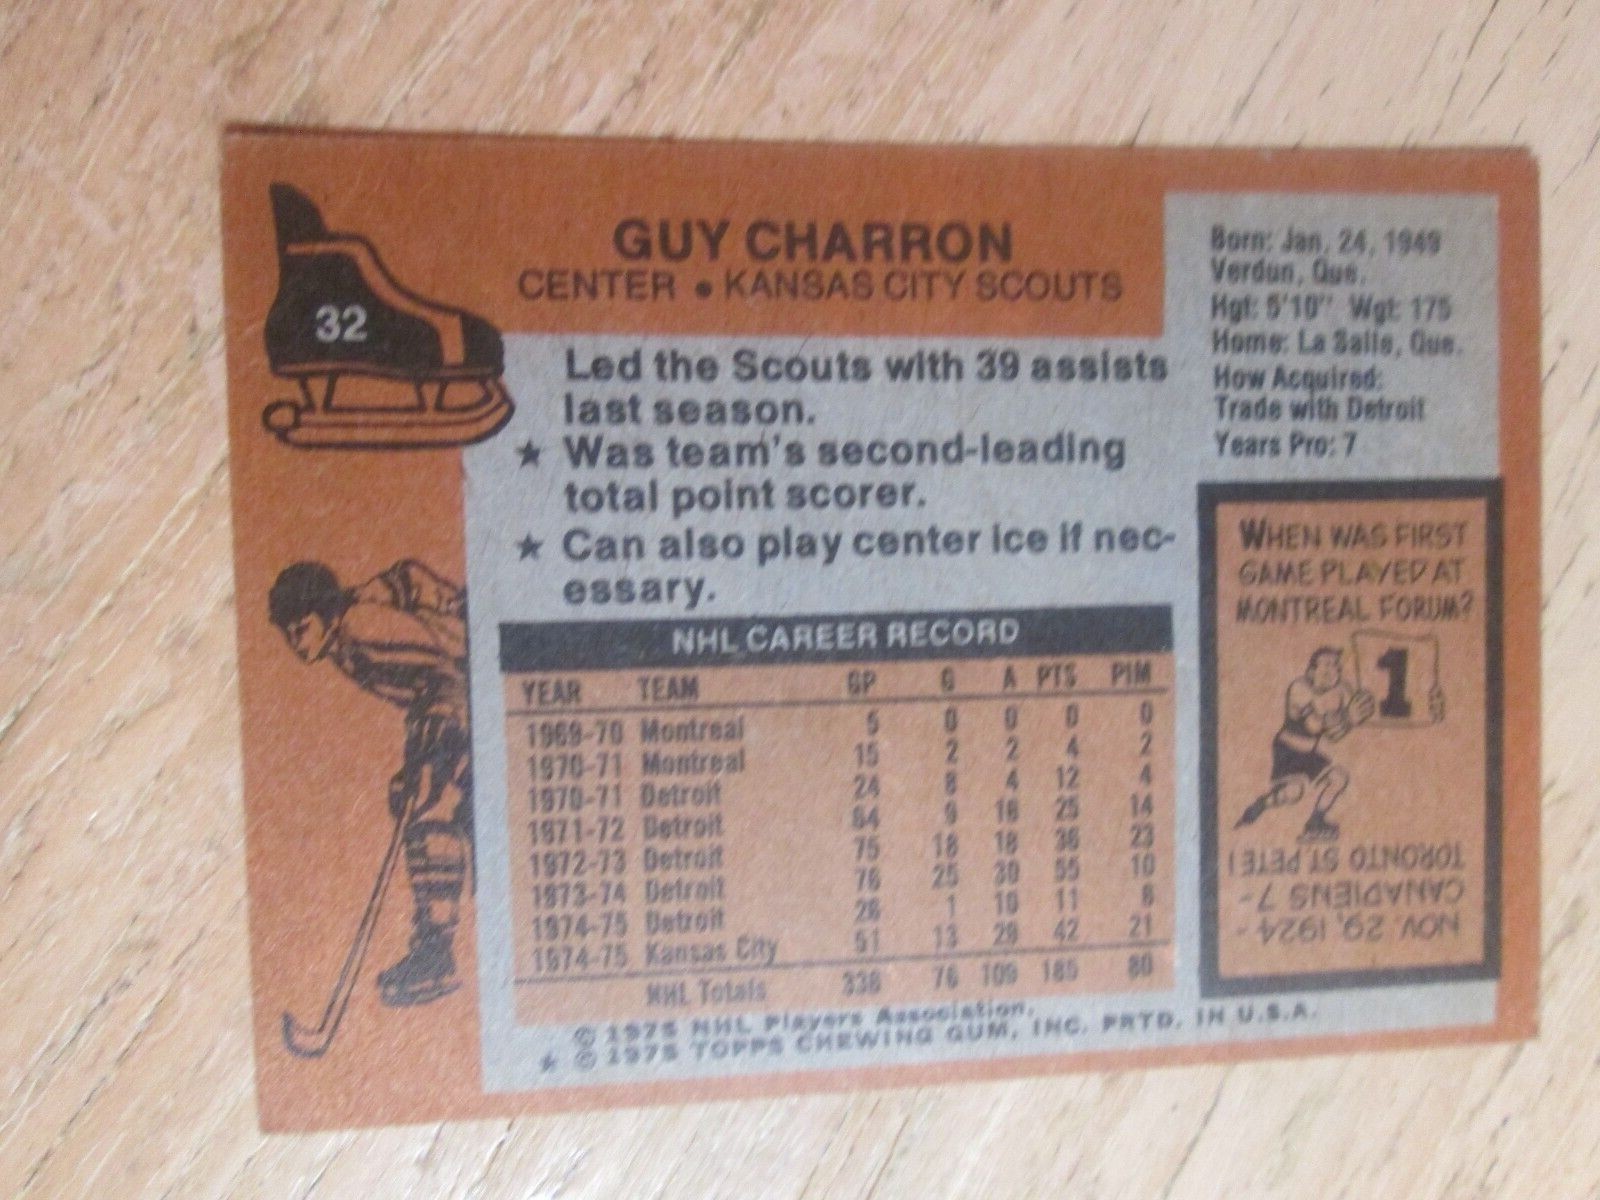 32
GUY CHARRON
CENTER • KANSAS CITY SCOUTS
Led the Scouts with 39 assists
last season.
★ Was team's second-leading
total point scorer.
★ Can also play center ice if nec-
essary.
NHL CAREER RECORD
YEAR TEAM GP G A PTS PIM
1969-70 Montreal 5 0 0 0 0
1970-71 Montreal 15 2 2 4 2
1970-71 Detroit 24 8 4 12 4
1971-72 Detroit 64 9 16 25 14
1972-73 Detroit 75 18 18 36 23
1973-74 Detroit 76 25 30 55 10
1974-75 Detroit 26 1 10 11 6
1974-75 Kansas City 51 13 29 42 21
NHL Totals 336 76 109 185 80
© 1975 NHL Players Association.
★ © 1975 TOPPS CHEWING GUM, INC. PRTD. IN U.S.A.
Born: Jan. 24, 1949
Verdun, Que.
Hgt: 5'10" Wgt: 175
Home: La Salle, Que.
How Acquired:
Trade with Detroit
Years Pro: 7
WHEN WAS FIRST
GAME PLAYED AT
MONTREAL FORUM?
1
NOV. 29, 1924-
CANADIENS 7-
TORONTO ST. PETE 1